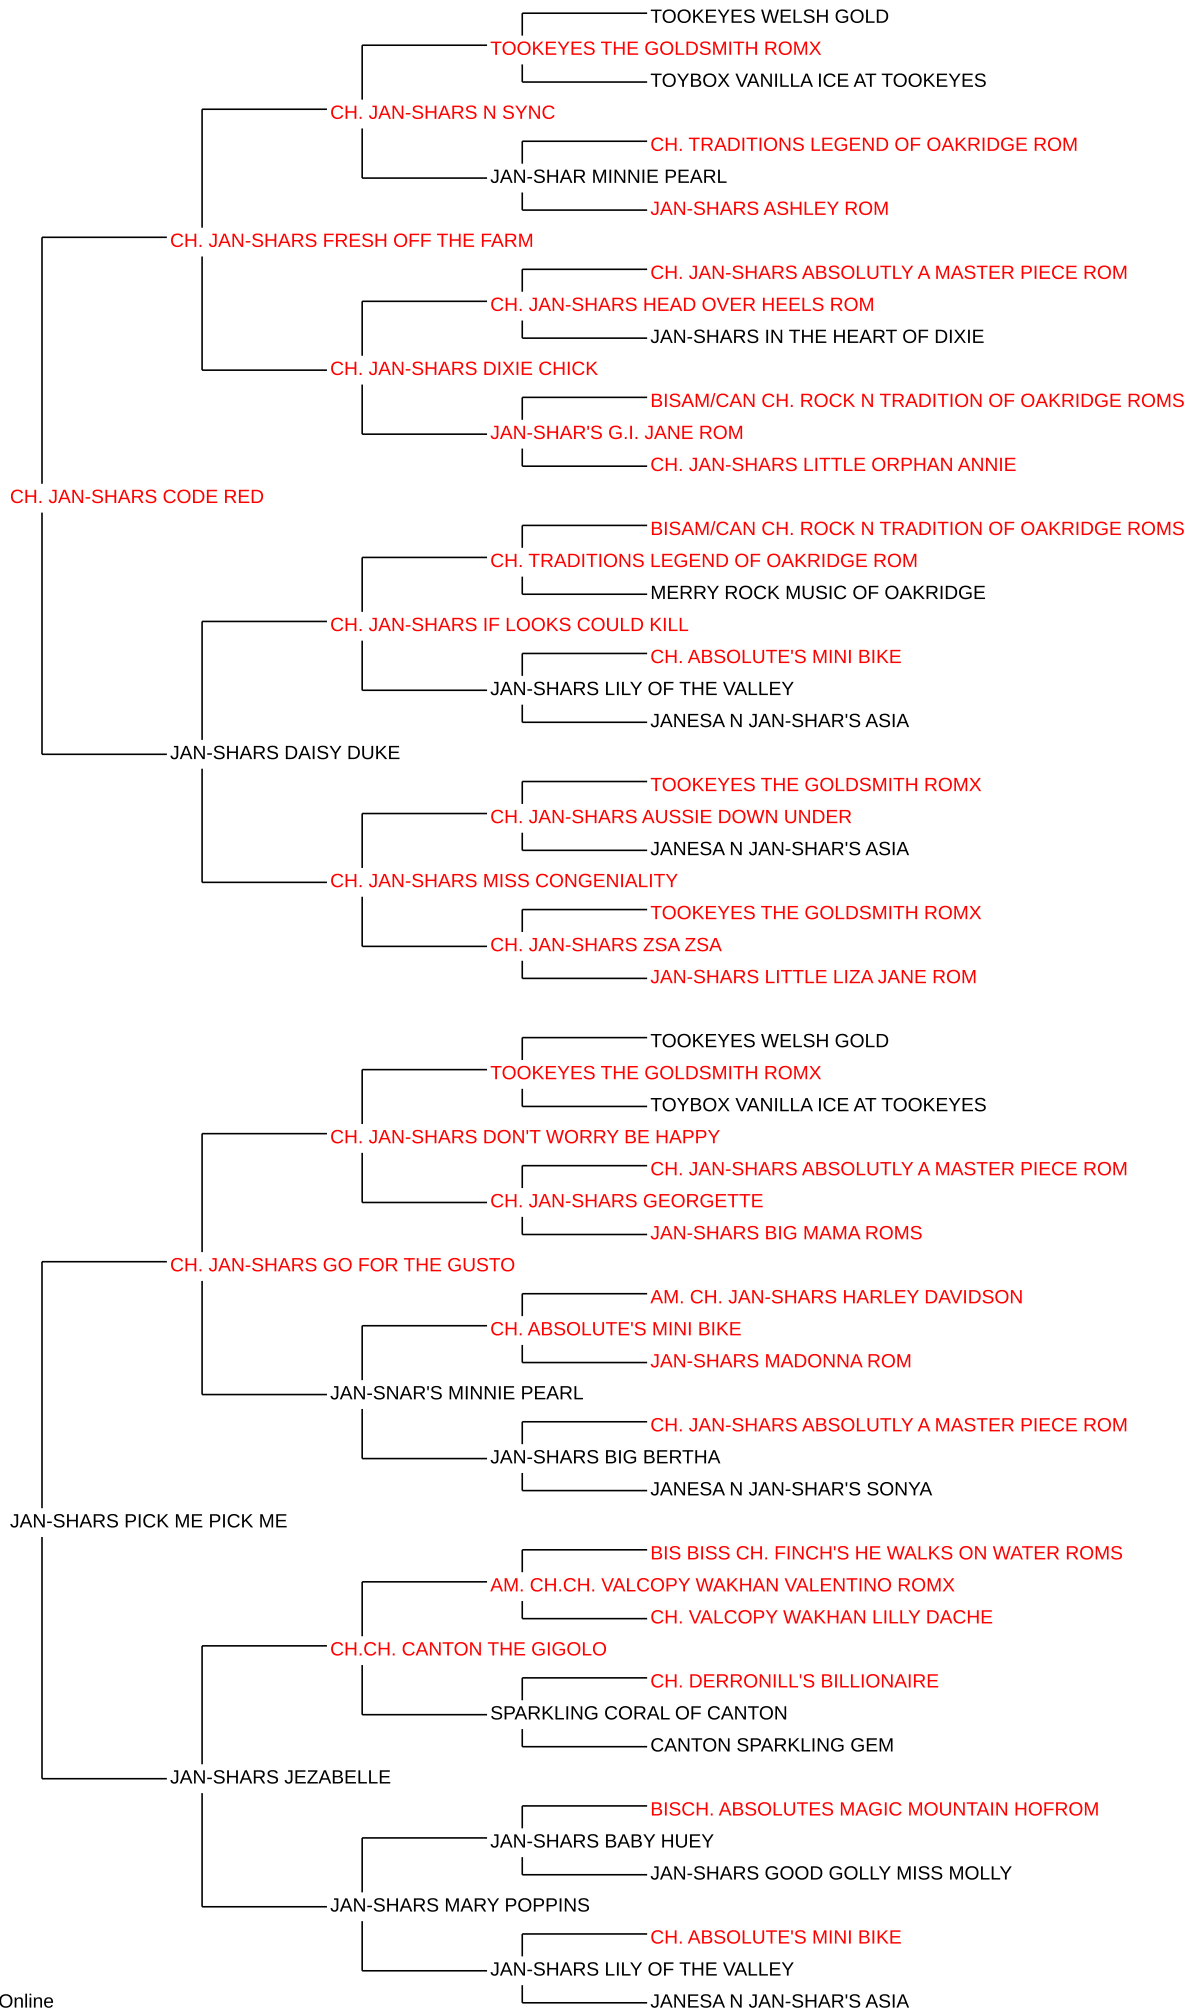 TOOKEYES WELSH GOLD
TOOKEYES THE GOLDSMITH ROMX
TOYBOX VANILLA ICE AT TOOKEYES
CH. JAN-SHARS N SYNC
CH. TRADITIONS LEGEND OF OAKRIDGE ROM
JAN-SHAR MINNIE PEARL
JAN-SHARS ASHLEY ROM
CH. JAN-SHARS FRESH OFF THE FARM
CH. JAN-SHARS ABSOLUTLY A MASTER PIECE ROM
CH. JAN-SHARS HEAD OVER HEELS ROM
JAN-SHARS IN THE HEART OF DIXIE
CH. JAN-SHARS DIXIE CHICK
BISAM/CAN CH. ROCK N TRADITION OF OAKRIDGE ROMS
JAN-SHAR'S G.I. JANE ROM
CH. JAN-SHARS LITTLE ORPHAN ANNIE
CH. JAN-SHARS CODE RED
BISAM/CAN CH. ROCK N TRADITION OF OAKRIDGE ROMS
CH. TRADITIONS LEGEND OF OAKRIDGE ROM
MERRY ROCK MUSIC OF OAKRIDGE
CH. JAN-SHARS IF LOOKS COULD KILL
CH. ABSOLUTE'S MINI BIKE
JAN-SHARS LILY OF THE VALLEY
JANESA N JAN-SHAR'S ASIA
JAN-SHARS DAISY DUKE
TOOKEYES THE GOLDSMITH ROMX
CH. JAN-SHARS AUSSIE DOWN UNDER
JANESA N JAN-SHAR'S ASIA
CH. JAN-SHARS MISS CONGENIALITY
TOOKEYES THE GOLDSMITH ROMX
CH. JAN-SHARS ZSA ZSA
JAN-SHARS LITTLE LIZA JANE ROM
TOOKEYES WELSH GOLD
TOOKEYES THE GOLDSMITH ROMX
TOYBOX VANILLA ICE AT TOOKEYES
CH. JAN-SHARS DON'T WORRY BE HAPPY
CH. JAN-SHARS ABSOLUTLY A MASTER PIECE ROM
CH. JAN-SHARS GEORGETTE
JAN-SHARS BIG MAMA ROMS
CH. JAN-SHARS GO FOR THE GUSTO
AM. CH. JAN-SHARS HARLEY DAVIDSON
CH. ABSOLUTE'S MINI BIKE
JAN-SHARS MADONNA ROM
JAN-SNAR'S MINNIE PEARL
CH. JAN-SHARS ABSOLUTLY A MASTER PIECE ROM
JAN-SHARS BIG BERTHA
JANESA N JAN-SHAR'S SONYA
JAN-SHARS PICK ME PICK ME
BIS BISS CH. FINCH'S HE WALKS ON WATER ROMS
AM. CH.CH. VALCOPY WAKHAN VALENTINO ROMX
CH. VALCOPY WAKHAN LILLY DACHE
CH.CH. CANTON THE GIGOLO
CH. DERRONILL'S BILLIONAIRE
SPARKLING CORAL OF CANTON
CANTON SPARKLING GEM
JAN-SHARS JEZABELLE
BISCH. ABSOLUTES MAGIC MOUNTAIN HOFROM
JAN-SHARS BABY HUEY
JAN-SHARS GOOD GOLLY MISS MOLLY
JAN-SHARS MARY POPPINS
CH. ABSOLUTE'S MINI BIKE
JAN-SHARS LILY OF THE VALLEY
JANESA N JAN-SHAR'S ASIA
Online